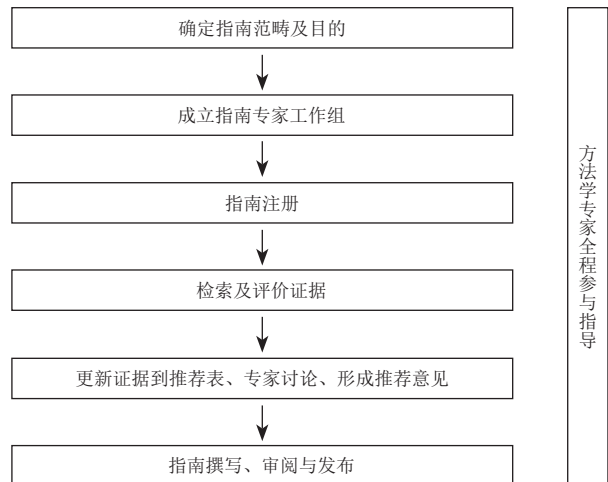 确定指南范畴及目的
成立指南专家工作组
指南注册
检索及评价证据
更新证据到推荐表、专家讨论、形成推荐意见
指南撰写、审阅与发布
方法学专家全程参与指导